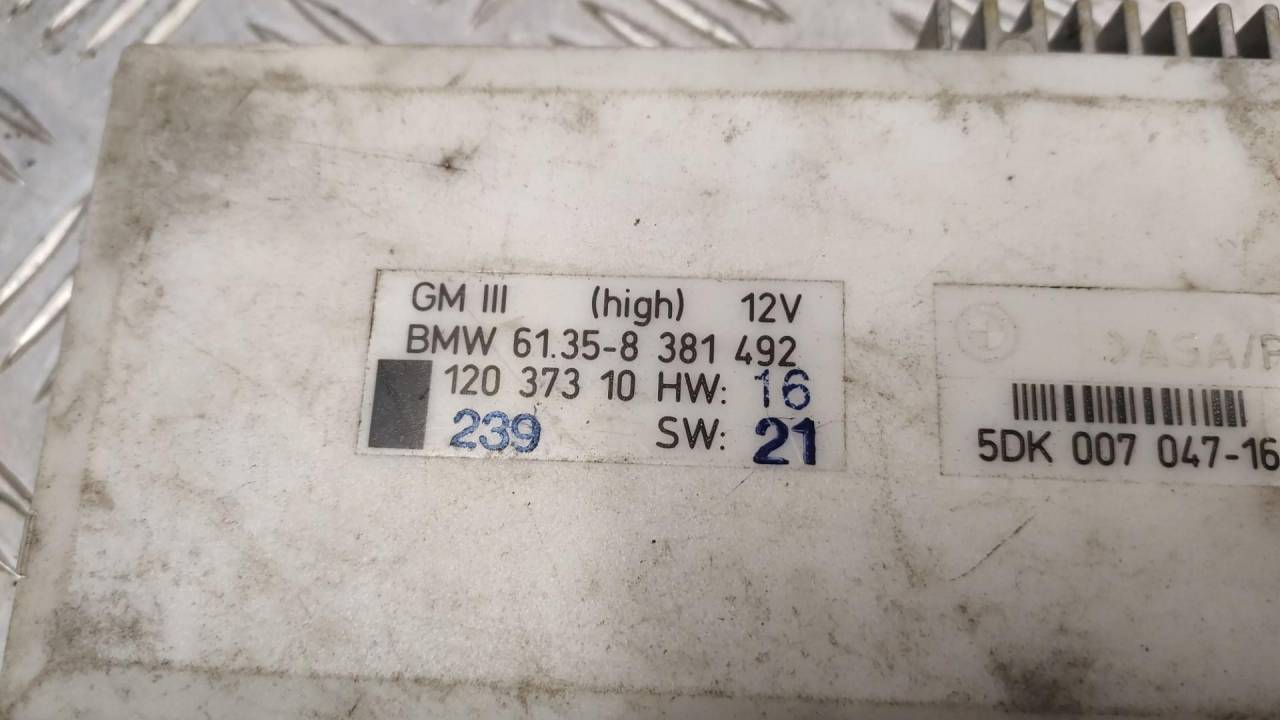 GM III (high) 12V
BMW 61.35-8 381 492
120 373 10 HW: 16
239 SW: 21
>ASA/P
5DK 007 047-16